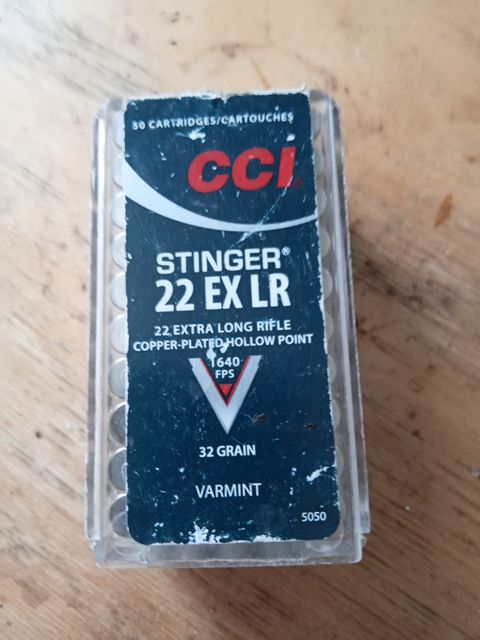 50 CARTRIDGES/CARTOUCHES
CCI
STINGER®
22 EX LR
22 EXTRA LONG RIFLE
COPPER-PLATED HOLLOW POINT
1640
FPS
32 GRAIN
VARMINT
5050